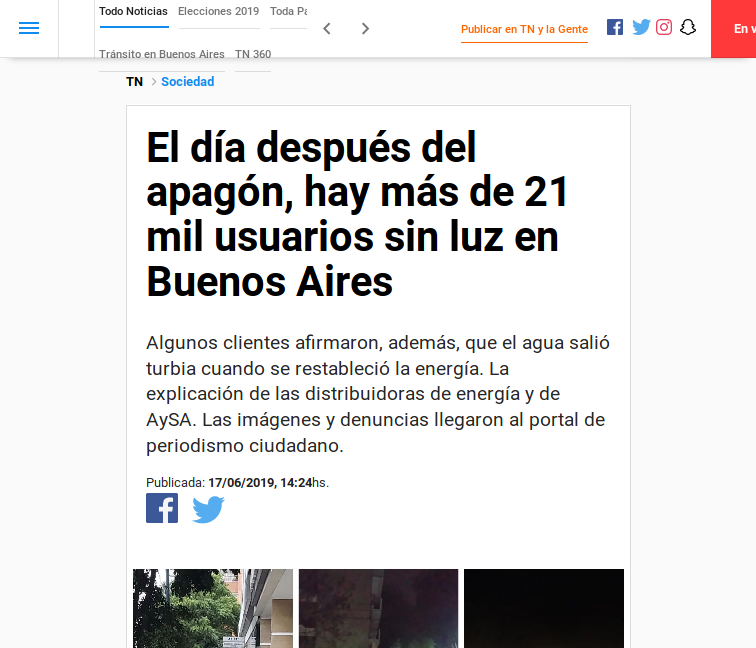 Todo Noticias
Elecciones 2019
Toda Pa
Publicar en TN y la Gente
En v
Tránsito en Buenos Aires
TN 360
TN > Sociedad
El día después del
apagón, hay más de 21
mil usuarios sin luz en
Buenos Aires
Algunos clientes afirmaron, además, que el agua salió
turbia cuando se restableció la energía. La
explicación de las distribuidoras de energía y de
AySA. Las imágenes y denuncias llegaron al portal de
periodismo ciudadano.
Publicada: 17/06/2019, 14:24hs.